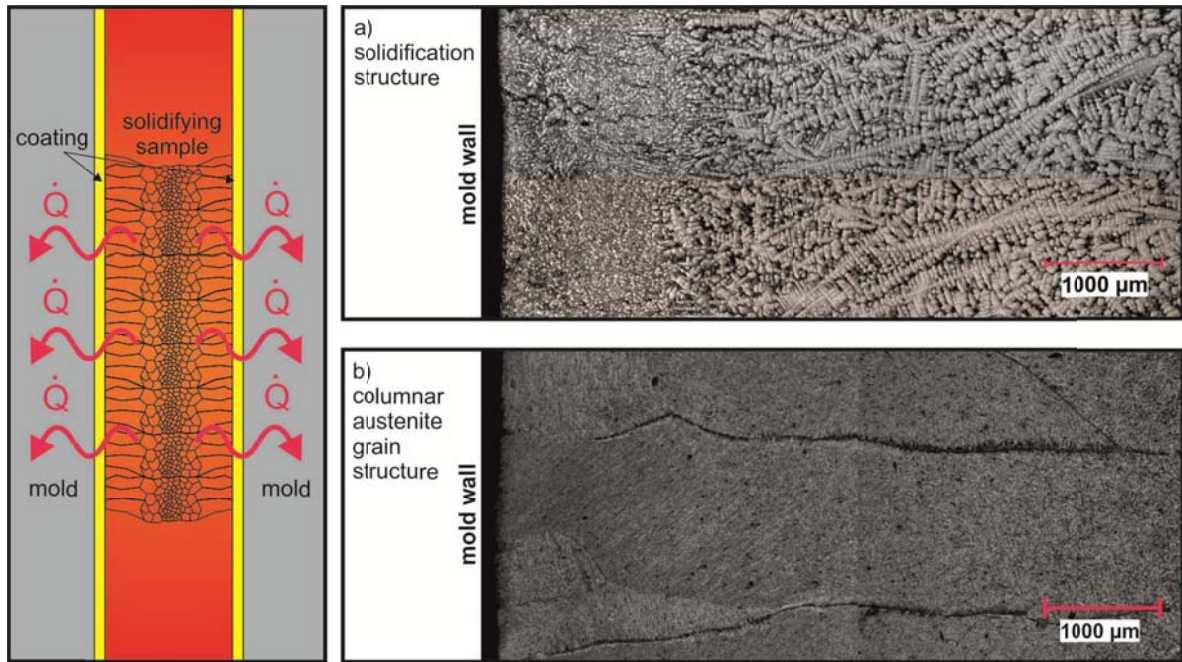 coating
solidifying
sample
Q̇
Q̇
Q̇
Q̇
Q̇
Q̇
mold
mold
a)
solidification
structure
mold wall
1000 µm
b)
columnar
austenite
grain
structure
mold wall
1000 µm